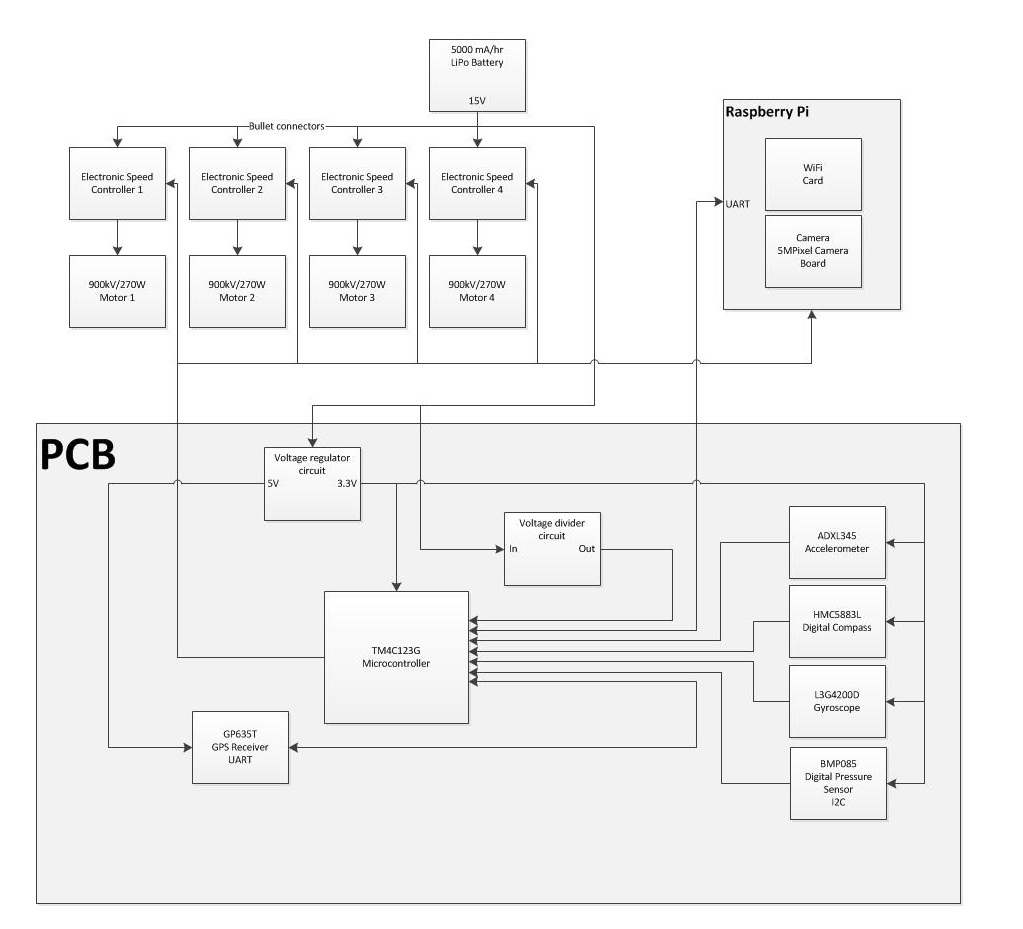 5000 mA/hr
LiPo Battery
15V
Bullet connectors
Electronic Speed
Controller 1
Electronic Speed
Controller 2
Electronic Speed
Controller 3
Electronic Speed
Controller 4
900kV/270W
Motor 1
900kV/270W
Motor 2
900kV/270W
Motor 3
900kV/270W
Motor 4
Raspberry Pi
WiFi
Card
UART
Camera
5MPixel Camera
Board
PCB
Voltage regulator
circuit
5V
3.3V
Voltage divider
circuit
In
Out
ADXL345
Accelerometer
HMC5883L
Digital Compass
TM4C123G
Microcontroller
L3G4200D
Gyroscope
GP635T
GPS Receiver
UART
BMP085
Digital Pressure
Sensor
I2C